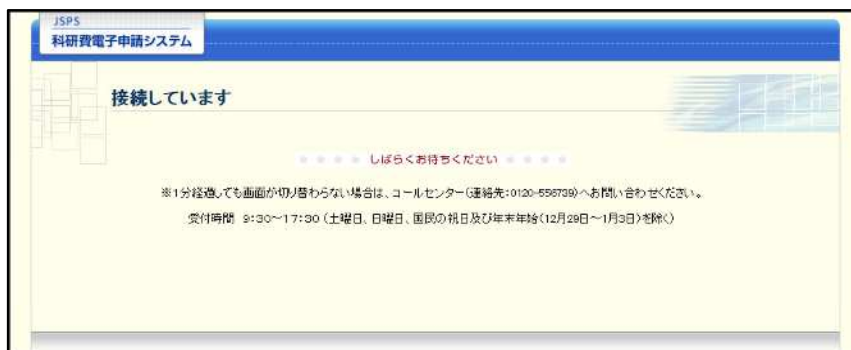 JSPS
科研費電子申請システム
接続しています
しばらくお待ちください
※1分経過しても画面が切り替わらない場合は、コールセンター(連絡先:0120-556739)へお問い合わせください。
受付時間 9:30~17:30 (土曜日、日曜日、国民の祝日及び年末年始(12月29日~1月3日)を除く)